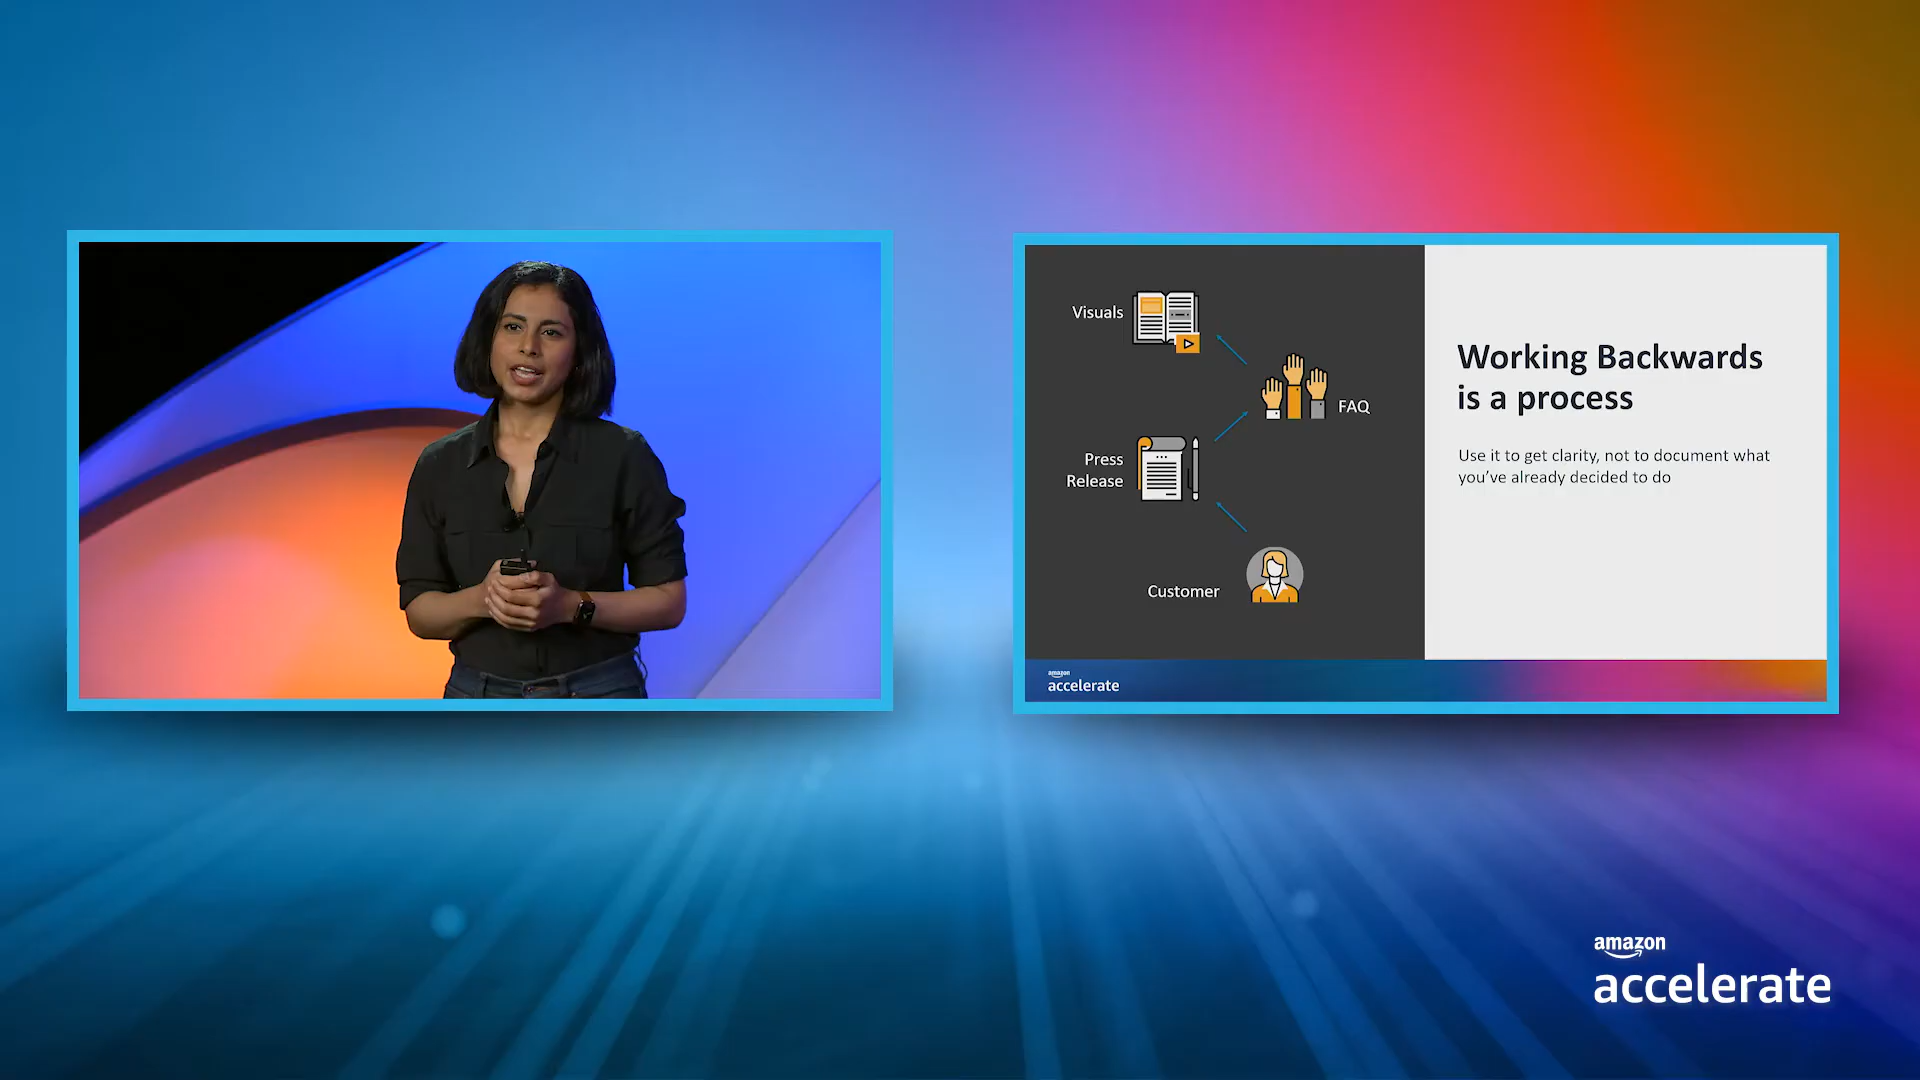 Visuals
FAQ
Press
Release
Customer
Working Backwards
is a process
Use it to get clarity, not to document what
you've already decided to do
amazon
accelerate
amazon
accelerate